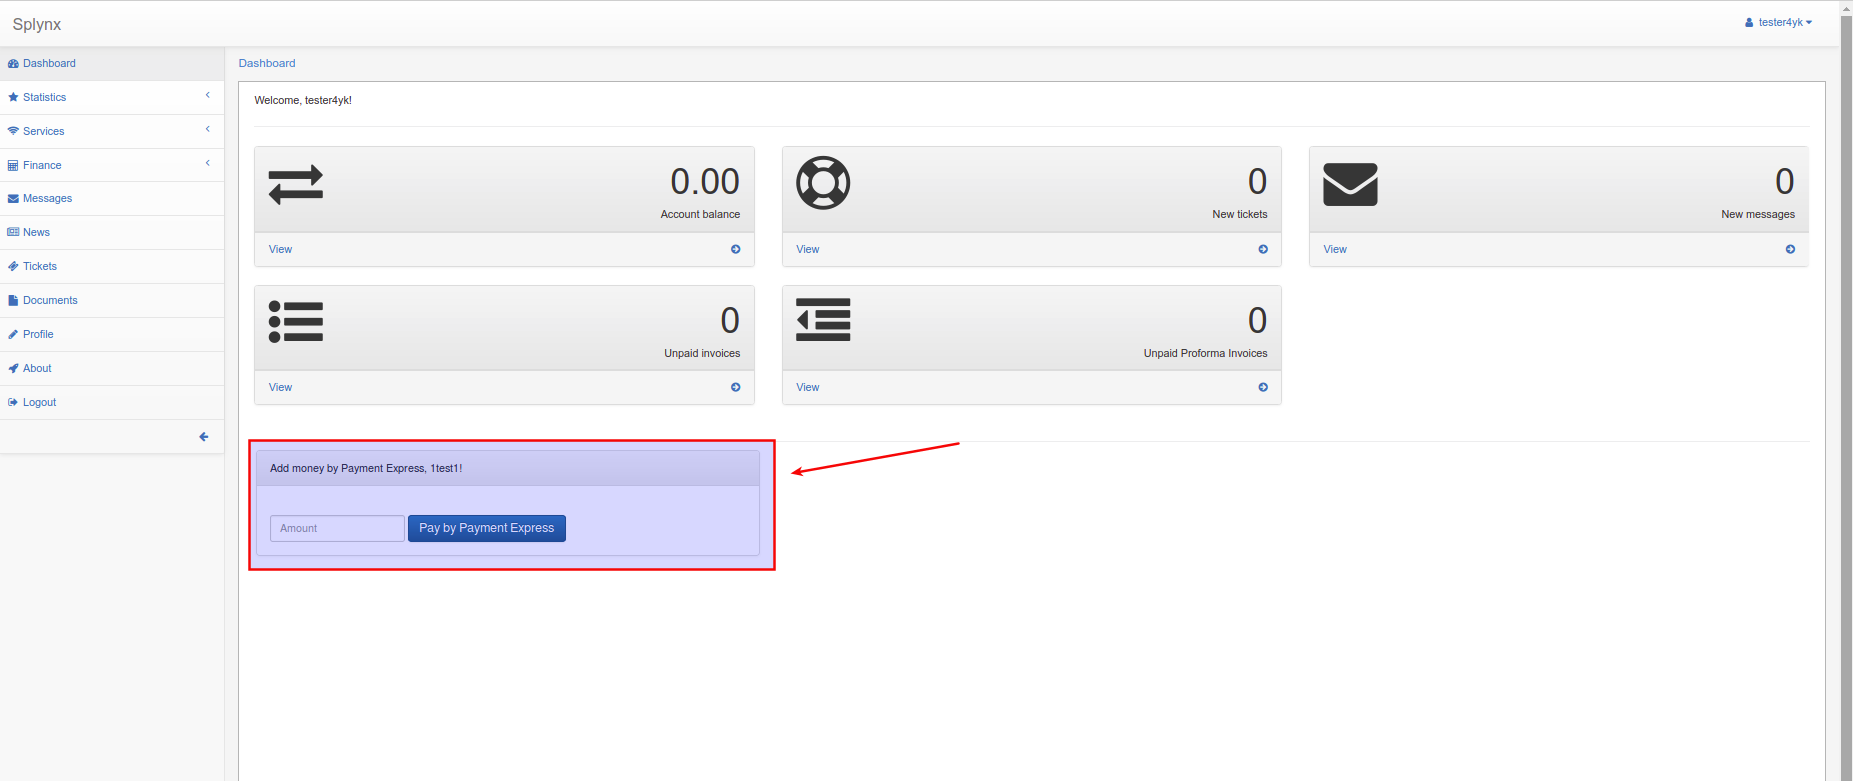 Splynx
tester4yk
Dashboard
Statistics
Services
Finance
Messages
News
Tickets
Documents
Profile
About
Logout
Dashboard
Welcome, tester4yk!
0.00
Account balance
View
0
New tickets
View
0
New messages
View
0
Unpaid invoices
View
0
Unpaid Proforma Invoices
View
Add money by Payment Express, 1test1!
Amount
Pay by Payment Express